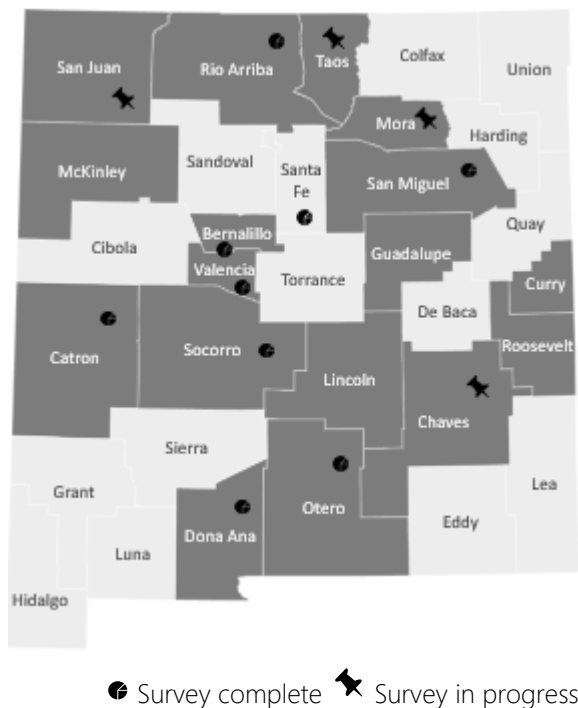 San Juan
Rio Arriba
Taos
Colfax
Union
Mora
Harding
McKinley
Sandoval
Santa
Fe
San Miguel
Quay
Bernalillo
Cibola
Valencia
Guadalupe
Torrance
Curry
De Baca
Catron
Socorro
Roosevelt
Lincoln
Chaves
Sierra
Grant
Lea
Otero
Eddy
Dona Ana
Luna
Hidalgo
Survey complete Survey in progress